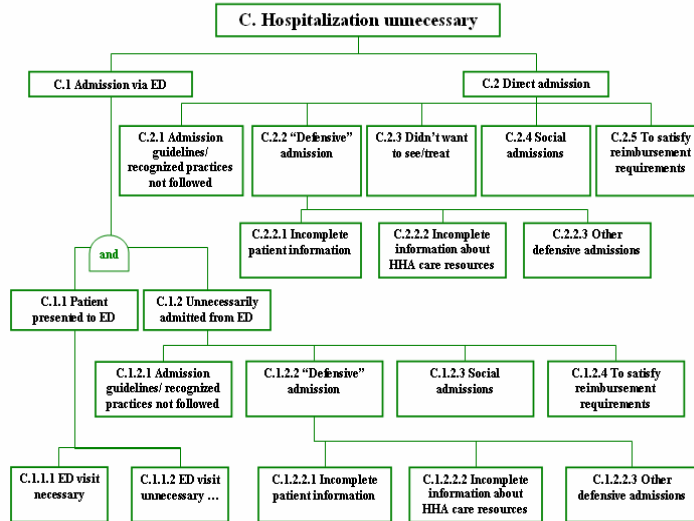 C. Hospitalization unnecessary
C.1 Admission via ED
C.2 Direct admission
C.2.1 Admission
guidelines/
recognized practices
not followed
C.2.2 “Defensive”
admission
C.2.3 Didn’t want
to see/treat
C.2.4 Social
admissions
C.2.5 To satisfy
reimbursement
requirements
C.2.2.1 Incomplete
patient information
C.2.2.2 Incomplete
information about
HHA care resources
C.2.2.3 Other
defensive admissions
and
C.1.1 Patient
presented to ED
C.1.2 Unnecessarily
admitted from ED
C.1.2.1 Admission
guidelines/ recognized
practices not followed
C.1.2.2 “Defensive”
admission
C.1.2.3 Social
admissions
C.1.2.4 To satisfy
reimbursement
requirements
C.1.1.1 ED visit
necessary
C.1.1.2 ED visit
unnecessary ...
C.1.2.2.1 Incomplete
patient information
C.1.2.2.2 Incomplete
information about
HHA care resources
C.1.2.2.3 Other
defensive admissions